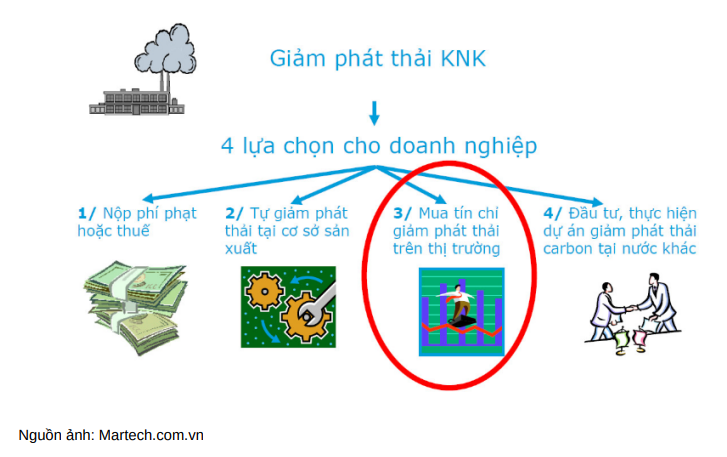 Giảm phát thải KNK
4 lựa chọn cho doanh nghiệp
1/ Nộp phí phạt
hoặc thuế
2/ Tự giảm phát
thải tại cơ sở sản
xuất
3/ Mua tín chỉ
giảm phát thải
trên thị trường
4/ Đầu tư, thực hiện
dự án giảm phát thải
carbon tại nước khác
Nguồn ảnh: Martech.com.vn